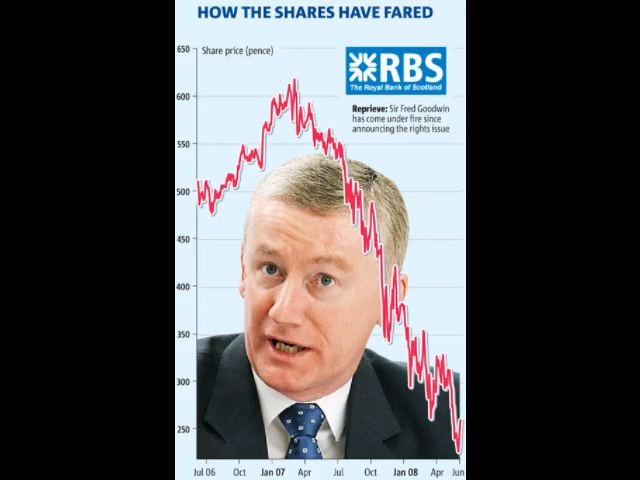 HOW THE SHARES HAVE FARED
650
Share price (pence)
RBS
The Royal Bank of Scotland
600
Reprieve: Sir Fred Goodwin
has come under fire since
announcing the rights issue
550
500
450
400
350
300
250
Jul 06 Oct Jan 07 Apr Jul Oct Jan 08 Apr Jun